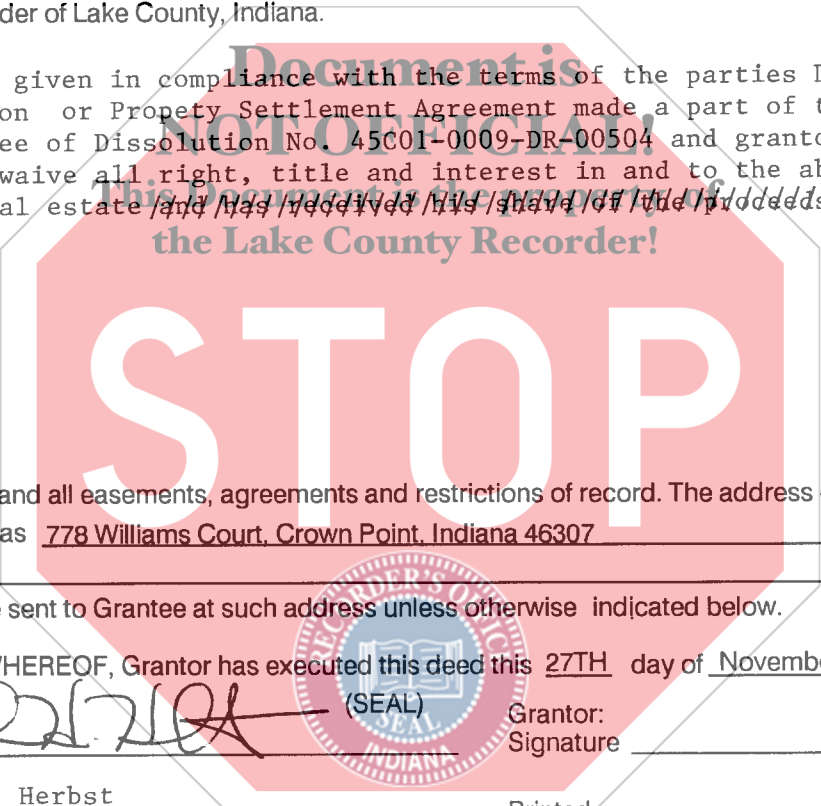 der of Lake County, Indiana.
Document is
given in compliance with the terms of the parties
on or Propety Settlement Agreement made a part of
NOT OFFICIAL!
ee of Dissolution No. 45C01-0009-DR-00504 and granto
waive all right, title and interest in and to the ab
This Document is the property of
al estate and has received his share of the proceeds
the Lake County Recorder!
STOP
and all easements, agreements and restrictions of record. The address
as 778 Williams Court, Crown Point, Indiana 46307
sent to Grantee at such address unless otherwise indicated below.
HEREOF, Grantor has executed this deed this 27TH day of Novembe
(SEAL)
Grantor:
Signature
RECORDER'S OFFICE
SEAL
INDIANA
Herbst
Printed